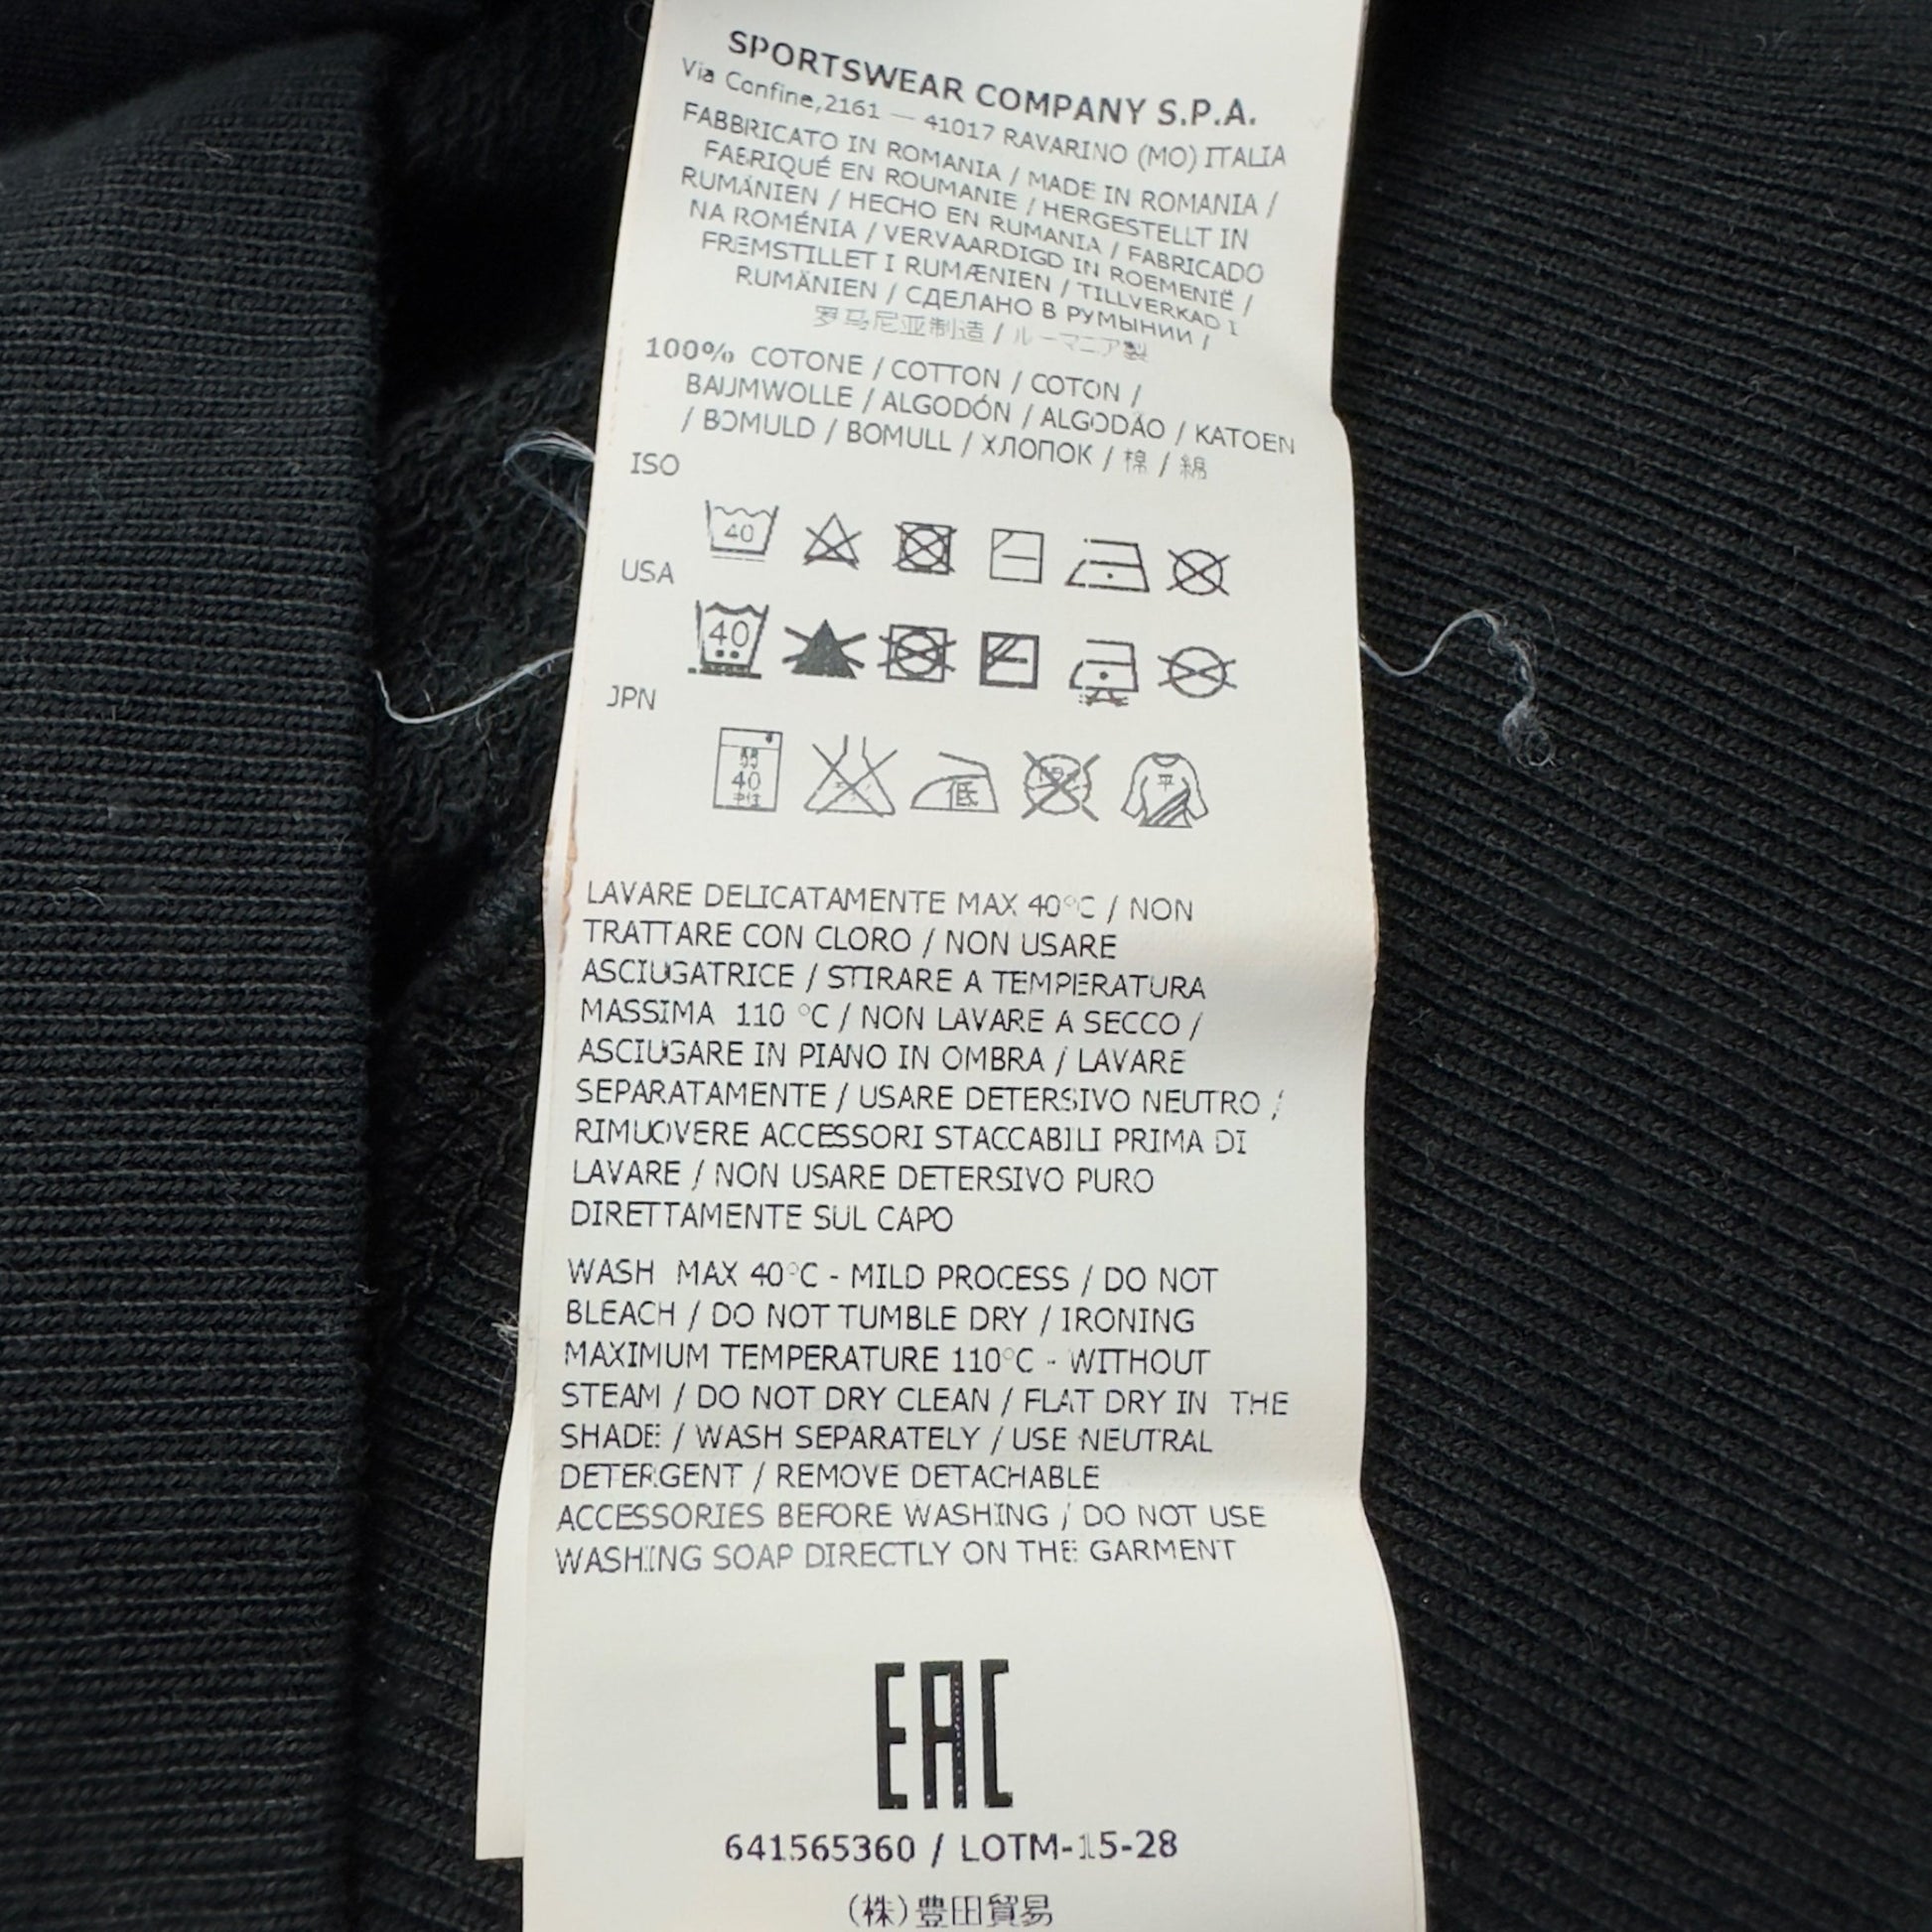 SPORTSWEAR COMPANY S.P.A.
Via Confine,2161 — 41017 RAVARINO (MO) ITALIA
FABBRICATO IN ROMANIA / MADE IN ROMANIA /
FABRIQUÉ EN ROUMANIE / HERGESTELLT IN
RUMÄNIEN / HECHO EN RUMANIA / FABRICADO
NA ROMÉNIA / VERVAARDIGD IN ROEMENIË /
FREMSTILLET I RUMÆNIEN / TILLVERKAD I
RUMÄNIEN / СДЕЛАНО В РУМЫНИИ /
罗马尼亚制造 / ルーマニア製
100% COTONE / COTTON / COTON /
BAUMWOLLE / ALGODÓN / ALGODÃO / KATOEN
/ BOMULD / BOMULL / ХЛОПОК / 棉 / 綿
ISO
40
USA
40
JPN
40
中性
低
平
LAVARE DELICATAMENTE MAX 40°C / NON
TRATTARE CON CLORO / NON USARE
ASCIUGATRICE / STIRARE A TEMPERATURA
MASSIMA 110 °C / NON LAVARE A SECCO /
ASCIUGARE IN PIANO IN OMBRA / LAVARE
SEPARATAMENTE / USARE DETERSIVO NEUTRO /
RIMUOVERE ACCESSORI STACCABILI PRIMA DI
LAVARE / NON USARE DETERSIVO PURO
DIRETTAMENTE SUL CAPO
WASH MAX 40°C - MILD PROCESS / DO NOT
BLEACH / DO NOT TUMBLE DRY / IRONING
MAXIMUM TEMPERATURE 110°C - WITHOUT
STEAM / DO NOT DRY CLEAN / FLAT DRY IN THE
SHADE / WASH SEPARATELY / USE NEUTRAL
DETERGENT / REMOVE DETACHABLE
ACCESSORIES BEFORE WASHING / DO NOT USE
WASHING SOAP DIRECTLY ON THE GARMENT
EAC
641565360 / LOTM-15-28
(株)豊田貿易